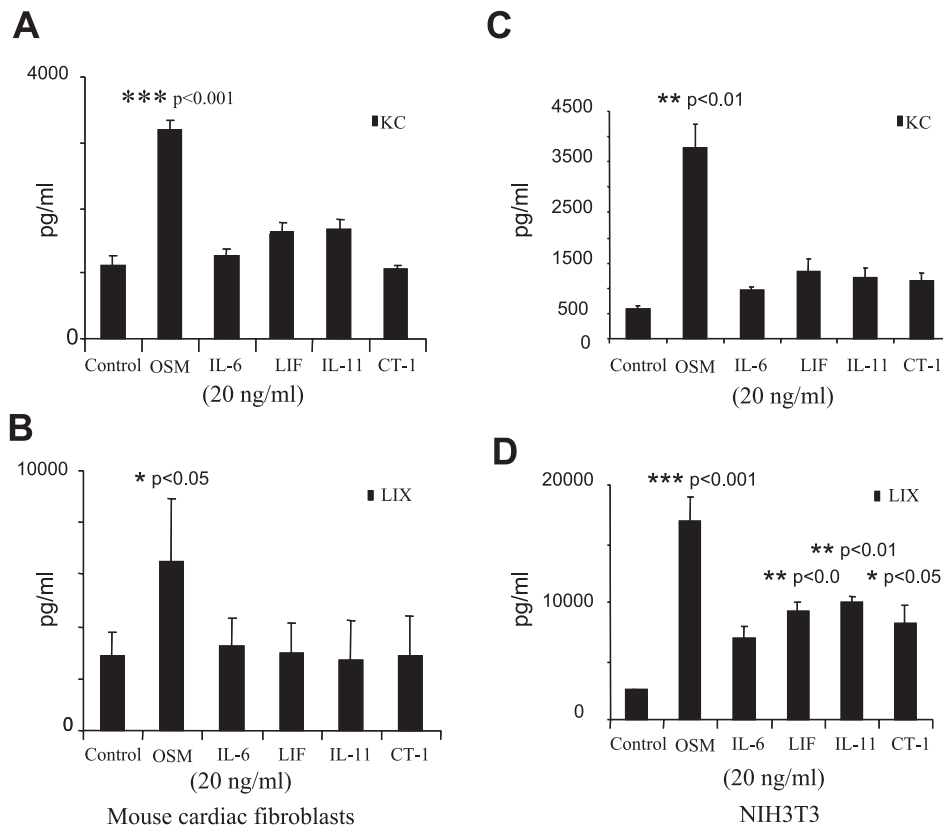 A
4000
*** p<0.001
KC
pg/ml
0
Control OSM IL-6 LIF IL-11 CT-1
(20 ng/ml)
B
10000
* p<0.05
LIX
pg/ml
0
Control OSM IL-6 LIF IL-11 CT-1
(20 ng/ml)
Mouse cardiac fibroblasts
C
** p<0.01
4500
KC
3500
pg/ml
2500
1500
500
0
Control OSM IL-6 LIF IL-11 CT-1
(20 ng/ml)
D
20000
*** p<0.001
LIX
** p<0.01
** p<0.0
* p<0.05
pg/ml
10000
0
Control OSM IL-6 LIF IL-11 CT-1
(20 ng/ml)
NIH3T3